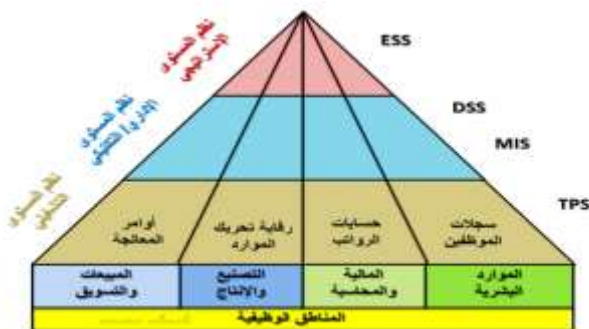 ESS
نظم المستوى
الإستراتيجي
DSS
نظم المستوى
الإداري/ التكتيكي
MIS
نظم المستوى
التشغيلي
TPS
سجلات
الموظفين
حسابات
الرواتب
رقابة تحريك
الموارد
أوامر
المعالجة
الموارد
البشرية
المالية
والمحاسبة
التصنيع
والإنتاج
المبيعات
والتسويق
المناطق الوظيفية